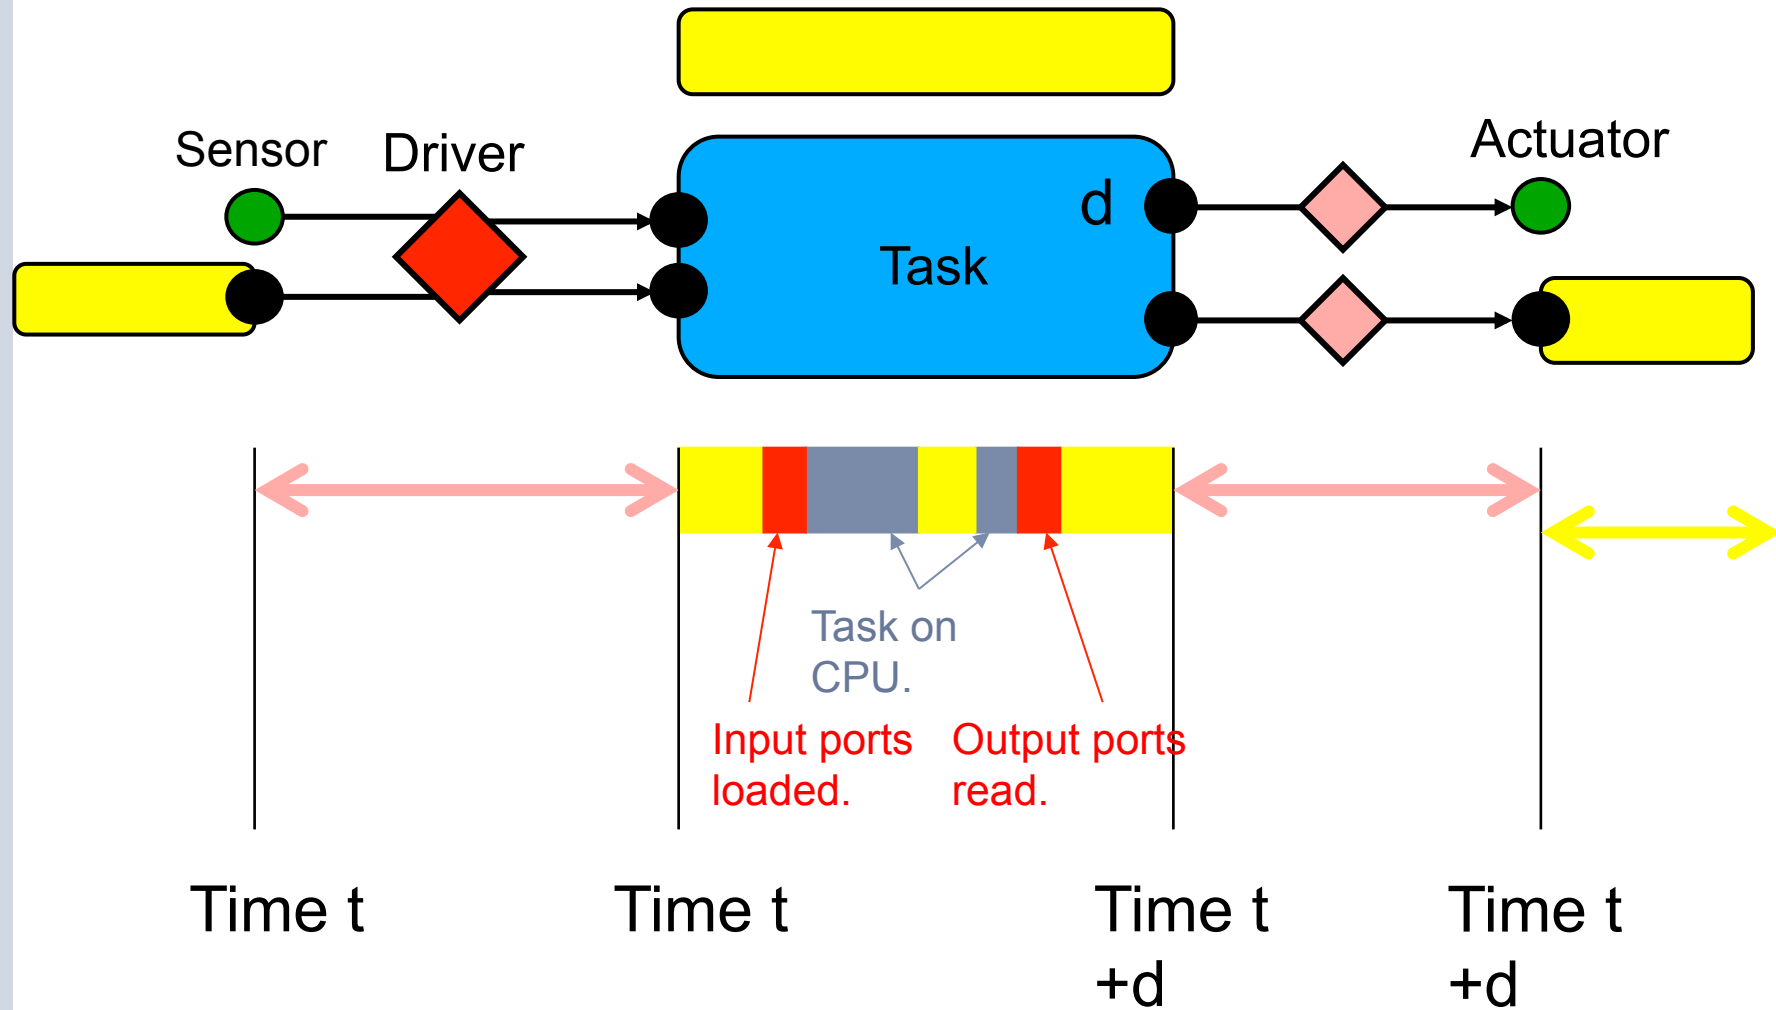 Sensor
Driver
Actuator
d
Task
Task on
CPU.
Input ports
loaded.
Output ports
read.
Time t
Time t
Time t
+d
Time t
+d